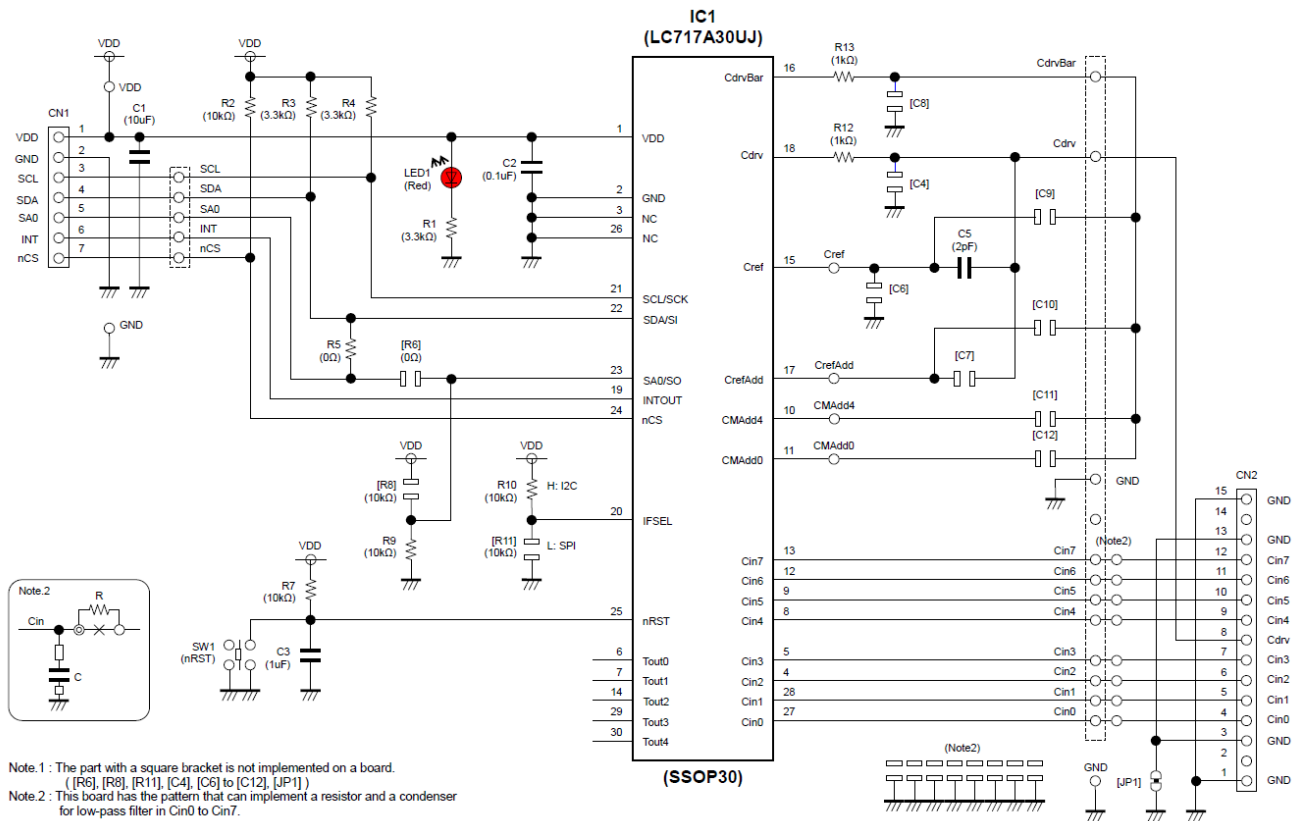 IC1
(LC717A30UJ)
VDD
VDD
VDD
CN1
C1
(10uF)
R2
(10kΩ)
R3
(3.3kΩ)
R4
(3.3kΩ)
VDD 1
GND 2
SCL 3
SDA 4
SA0 5
INT 6
nCS 7
SCL
SDA
SA0
INT
nCS
GND
LED1
(Red)
R1
(3.3kΩ)
C2
(0.1uF)
R5
(0Ω)
[R6]
(0Ω)
VDD
[R8]
(10kΩ)
R9
(10kΩ)
VDD
R10
(10kΩ)
H: I2C
[R11]
(10kΩ)
L: SPI
VDD
R7
(10kΩ)
SW1
(nRST)
C3
(1uF)
1 VDD
2 GND
3 NC
26 NC
21 SCL/SCK
22 SDA/SI
23 SA0/SO
19 INTOUT
24 nCS
20 IFSEL
25 nRST
6 Tout0
7 Tout1
14 Tout2
29 Tout3
30 Tout4
CdrvBar 16
Cdrv 18
Cref 15
CrefAdd 17
CMAdd4 10
CMAdd0 11
Cin7 13
Cin6 12
Cin5 9
Cin4 8
Cin3 5
Cin2 4
Cin1 28
Cin0 27
(SSOP30)
R13
(1kΩ)
[C8]
CdrvBar
R12
(1kΩ)
[C4]
Cdrv
[C9]
C5
(2pF)
Cref
[C6]
[C10]
[C7]
CrefAdd
CMAdd4
[C11]
CMAdd0
[C12]
GND
(Note2)
Cin7
Cin6
Cin5
Cin4
Cin3
Cin2
Cin1
Cin0
(Note2)
GND
[JP1]
CN2
15 GND
14
13 GND
12 Cin7
11 Cin6
10 Cin5
9 Cin4
8 Cdrv
7 Cin3
6 Cin2
5 Cin1
4 Cin0
3 GND
2
1 GND
Note.2
R
Cin
C
Note.1 : The part with a square bracket is not implemented on a board.
( [R6], [R8], [R11], [C4], [C6] to [C12], [JP1] )
Note.2 : This board has the pattern that can implement a resistor and a condenser
for low-pass filter in Cin0 to Cin7.